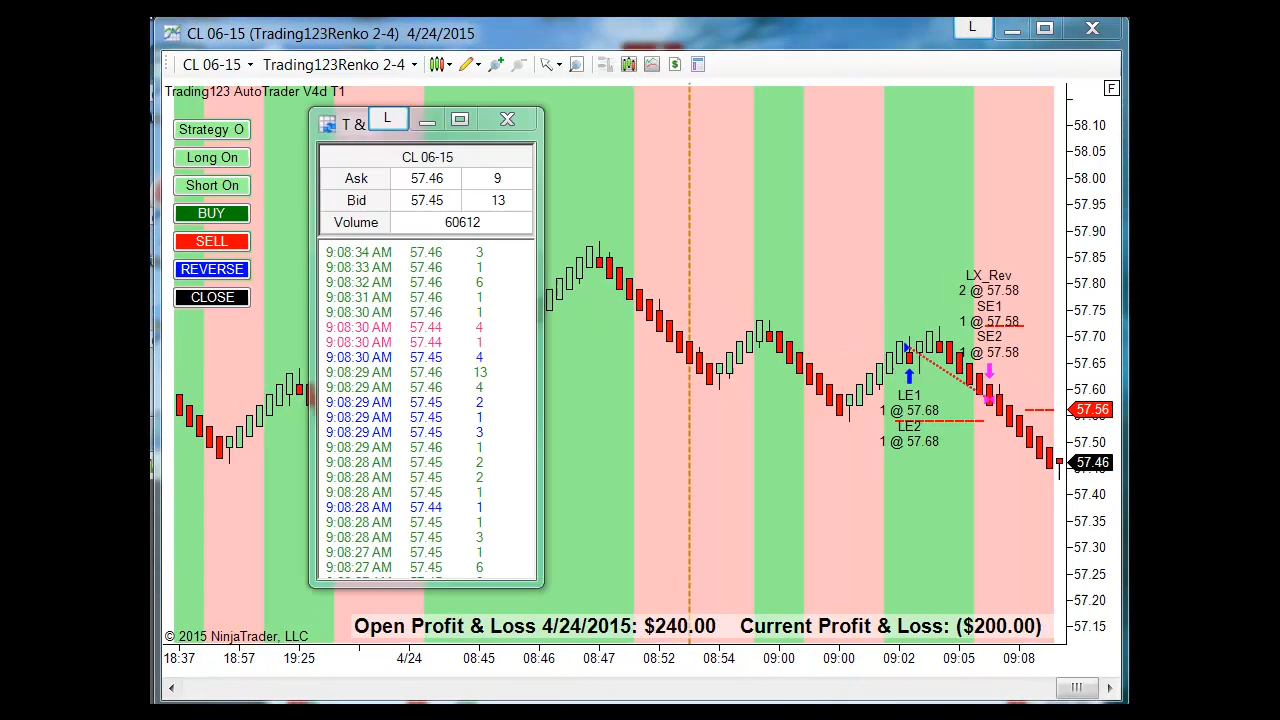 CL 06-15 (Trading123Renko 2-4) 4/24/2015
L
CL 06-15 Trading123Renko 2-4
$
Trading123 AutoTrader V4d T1
F
Strategy O
Long On
Short On
BUY
SELL
REVERSE
CLOSE
T &
L
CL 06-15
Ask 57.46 9
Bid 57.45 13
Volume 60612
9:08:34 AM 57.46 3
9:08:33 AM 57.46 1
9:08:32 AM 57.46 6
9:08:31 AM 57.46 1
9:08:30 AM 57.46 1
9:08:30 AM 57.44 4
9:08:30 AM 57.44 1
9:08:30 AM 57.45 4
9:08:29 AM 57.46 13
9:08:29 AM 57.46 4
9:08:29 AM 57.45 2
9:08:29 AM 57.45 1
9:08:29 AM 57.45 3
9:08:29 AM 57.46 1
9:08:28 AM 57.45 2
9:08:28 AM 57.45 2
9:08:28 AM 57.45 1
9:08:28 AM 57.44 1
9:08:28 AM 57.45 1
9:08:28 AM 57.45 3
9:08:27 AM 57.45 1
9:08:27 AM 57.45 6
LX_Rev
2 @ 57.58
SE1
1 @ 57.58
SE2
1 @ 57.58
LE1
1 @ 57.68
LE2
1 @ 57.68
58.10
58.05
58.00
57.95
57.90
57.85
57.80
57.75
57.70
57.65
57.60
57.56
57.50
57.46
57.40
57.35
57.30
57.25
57.20
57.15
Open Profit & Loss 4/24/2015: $240.00 Current Profit & Loss: ($200.00)
© 2015 NinjaTrader, LLC
18:37 18:57 19:25 4/24 08:45 08:46 08:47 08:52 08:54 09:00 09:00 09:02 09:05 09:08